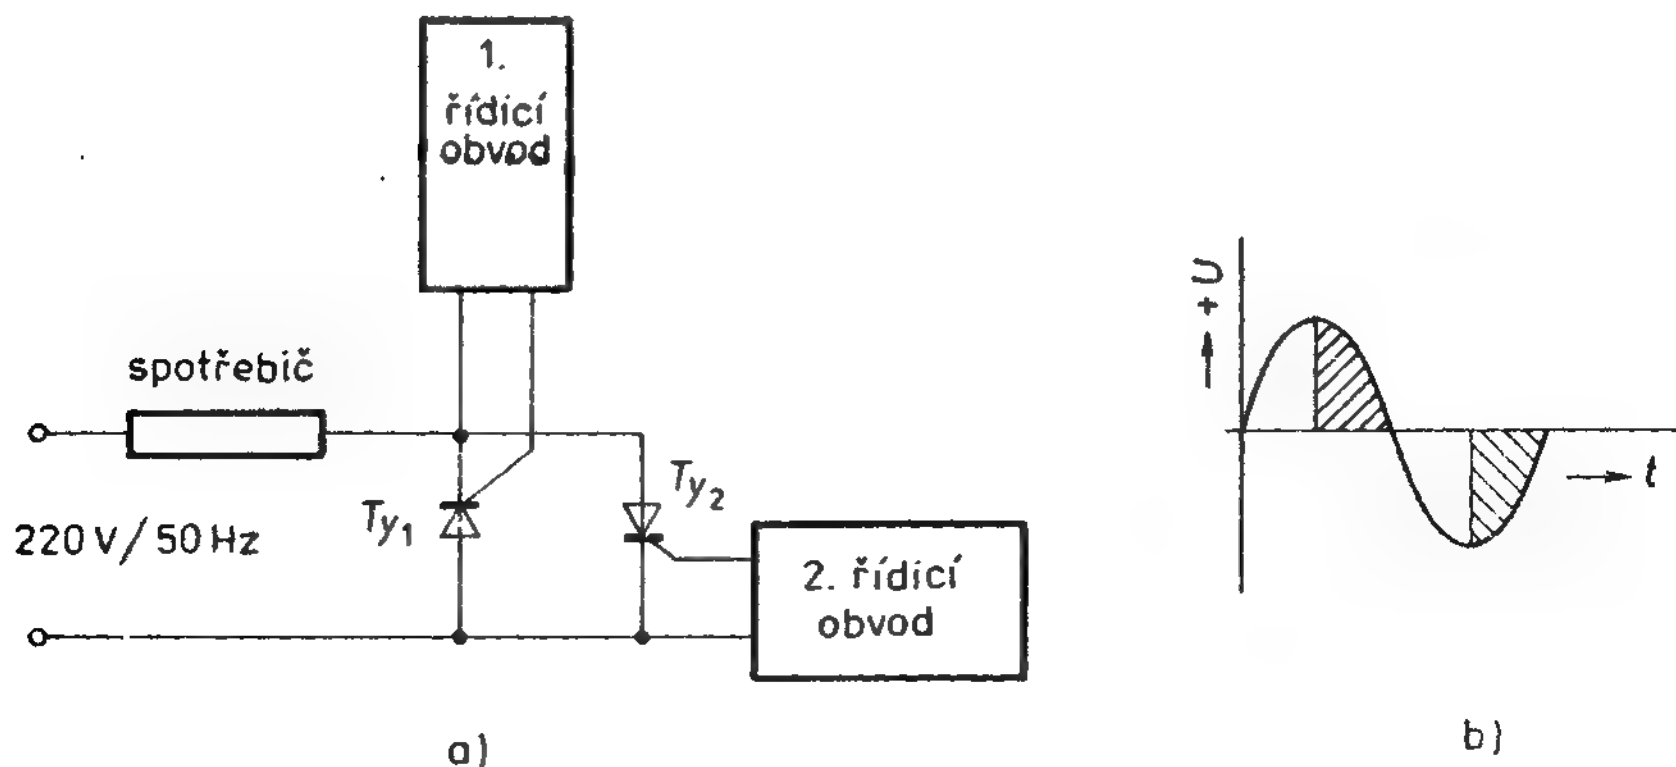 1.
řídicí
obvod
spotřebič
Ty1
Ty2
220 V/50 Hz
2. řídicí
obvod
a)
+U
t
b)